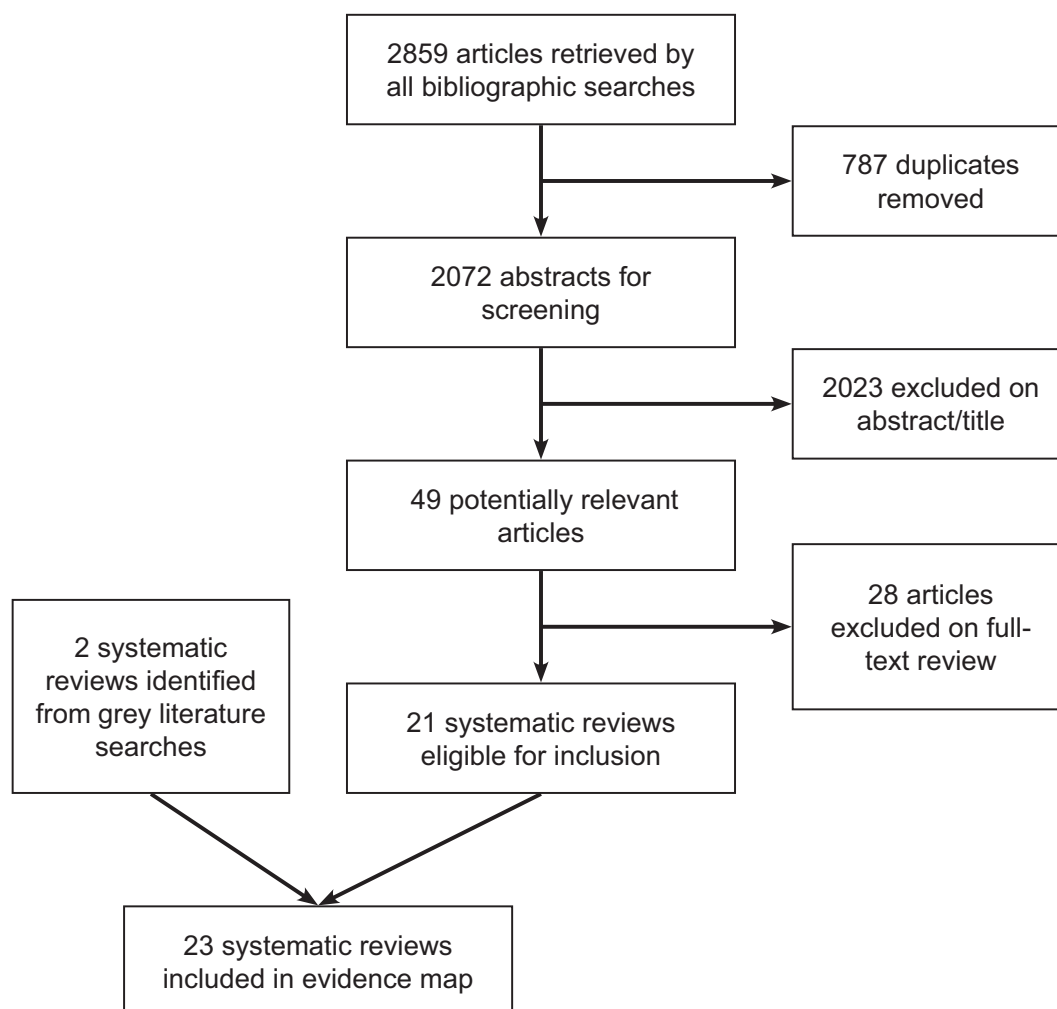 2859 articles retrieved by
all bibliographic searches
787 duplicates
removed
2072 abstracts for
screening
2023 excluded on
abstract/title
49 potentially relevant
articles
28 articles
excluded on full-
text review
2 systematic
reviews identified
from grey literature
searches
21 systematic reviews
eligible for inclusion
23 systematic reviews
included in evidence map